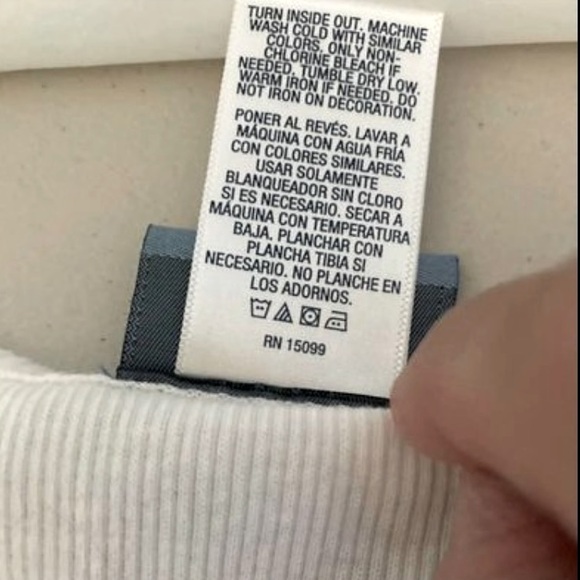 TURN INSIDE OUT. MACHINE
WASH COLD WITH SIMILAR
COLORS. ONLY NON-
CHLORINE BLEACH IF
NEEDED. TUMBLE DRY LOW.
WARM IRON IF NEEDED. DO
NOT IRON ON DECORATION.
PONER AL REVÉS. LAVAR A
MÁQUINA CON AGUA FRÍA
CON COLORES SIMILARES.
USAR SOLAMENTE
BLANQUEADOR SIN CLORO
SI ES NECESARIO. SECAR A
MÁQUINA CON TEMPERATURA
BAJA. PLANCHAR CON
PLANCHA TIBIA SI
NECESARIO. NO PLANCHE EN
LOS ADORNOS.
RN 15099